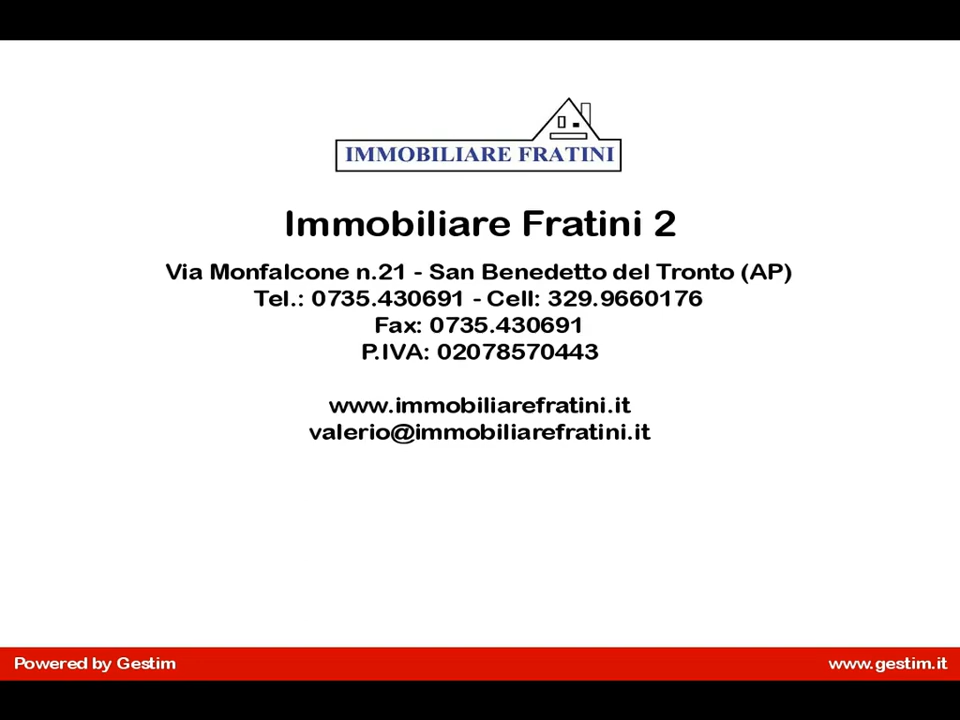 IMMOBILIARE FRATINI
Immobiliare Fratini 2
Via Monfalcone n.21 - San Benedetto del Tronto (AP)
Tel.: 0735.430691 - Cell: 329.9660176
Fax: 0735.430691
P.IVA: 02078570443
www.immobiliarefratini.it
valerio@immobiliarefratini.it
Powered by Gestim
www.gestim.it